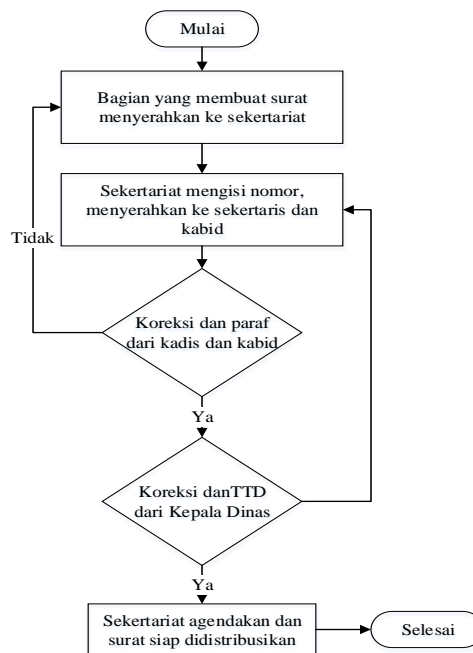 Mulai
Bagian yang membuat surat
menyerahkan ke sekertariat
Sekertariat mengisi nomor,
menyerahkan ke sekertaris dan
kabid
Tidak
Koreksi dan paraf
dari kadis dan kabid
Ya
Koreksi danTTD
dari Kepala Dinas
Ya
Sekertariat agendakan dan
surat siap didistribusikan
Selesai